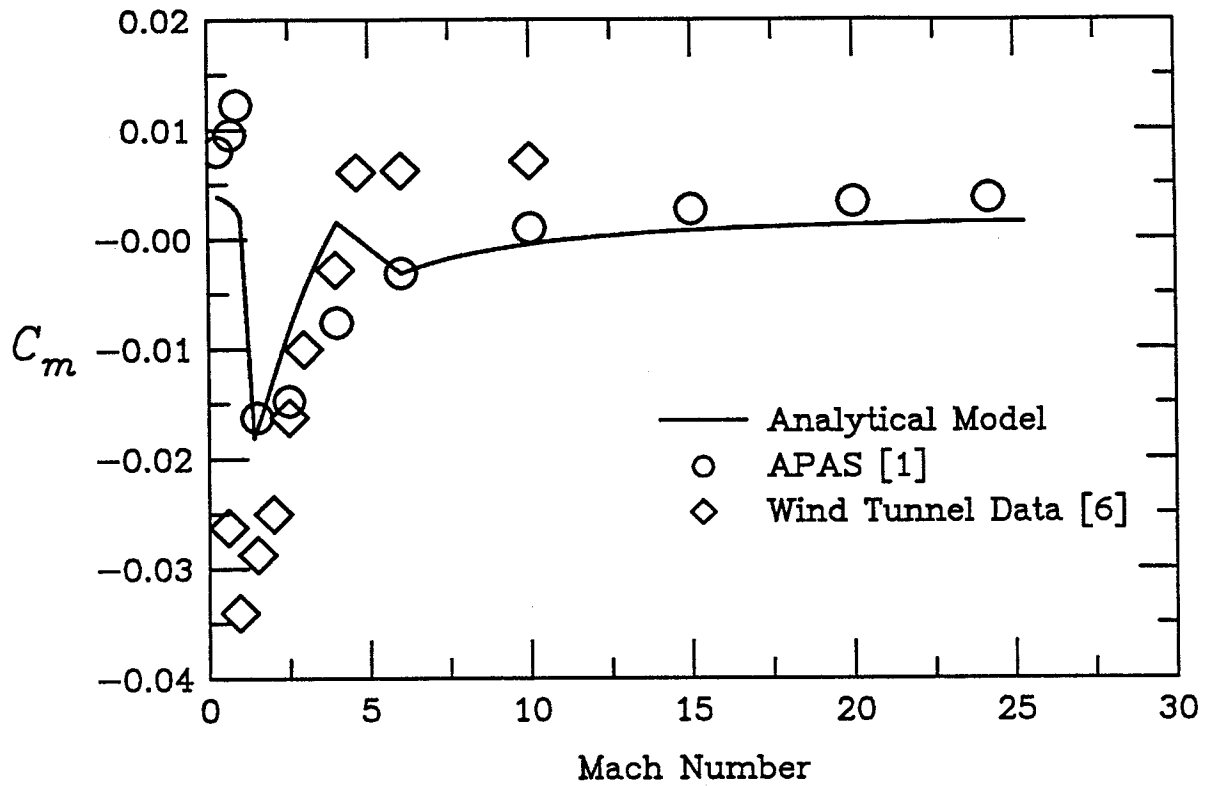 0.02
0.01
−0.00
−0.01
−0.02
−0.03
−0.04
C_m
Analytical Model
APAS [1]
Wind Tunnel Data [6]
0 5 10 15 20 25 30
Mach Number